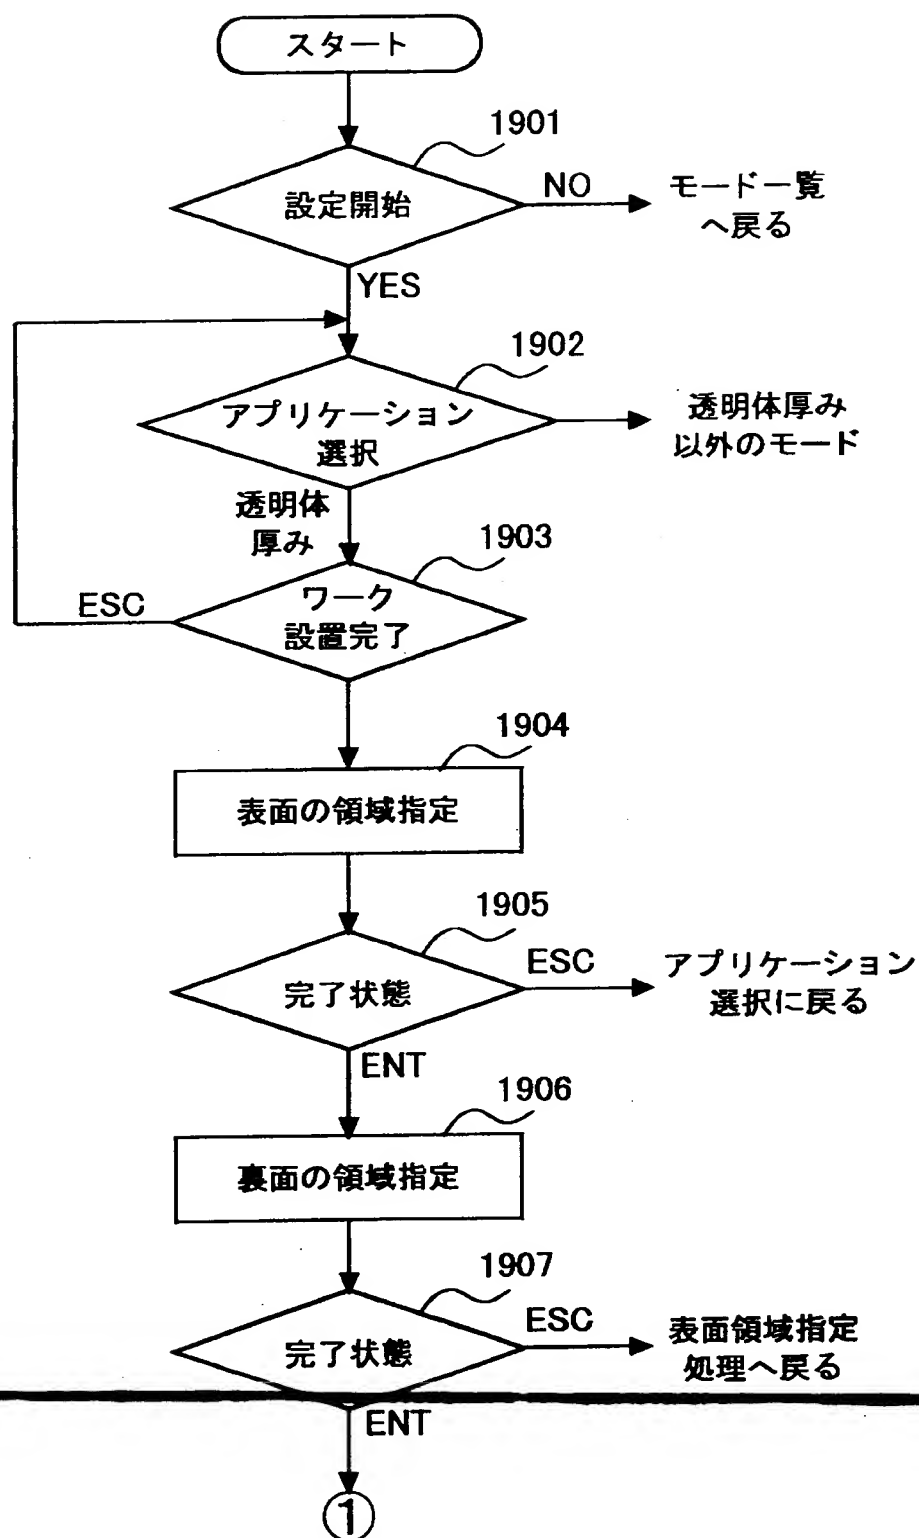 スタート
1901
設定開始
NO
モード一覧
へ戻る
YES
1902
アプリケーション
選択
透明体厚み
以外のモード
透明体
厚み
1903
ワーク
設置完了
ESC
1904
表面の領域指定
1905
完了状態
ESC
アプリケーション
選択に戻る
ENT
1906
裏面の領域指定
1907
完了状態
ESC
表面領域指定
処理へ戻る
ENT
①